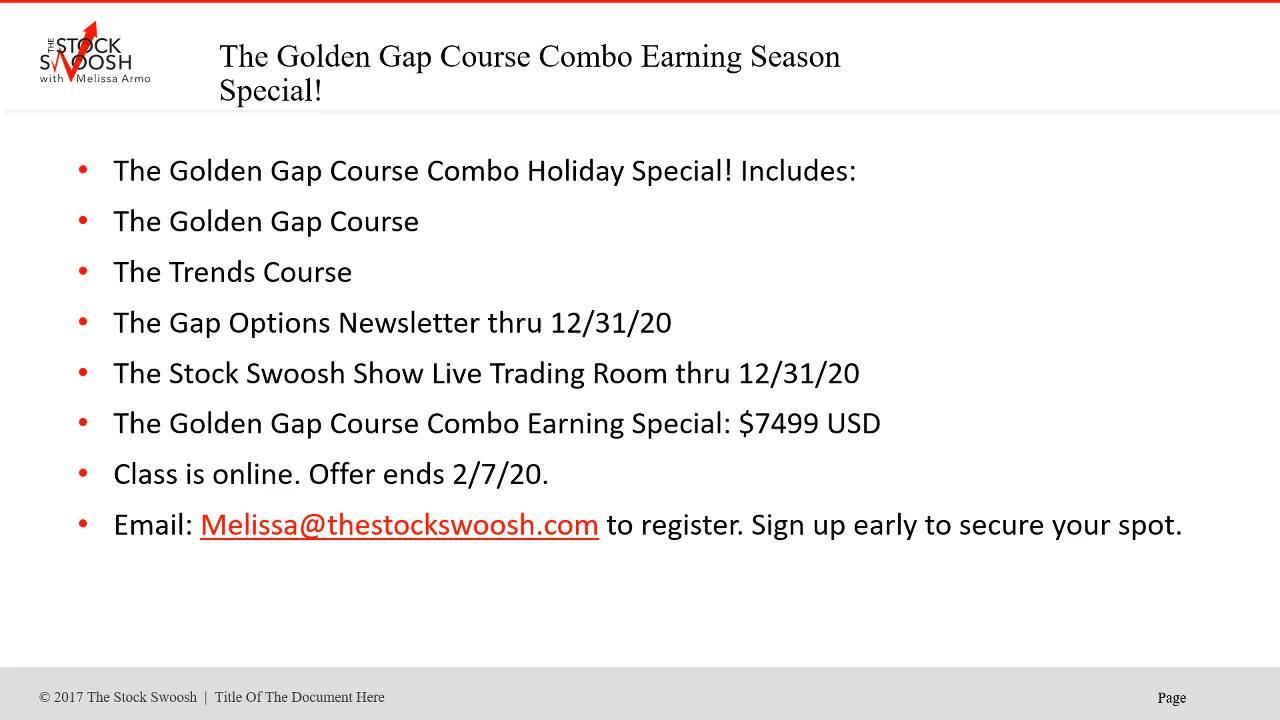 THE STOCK
SWOOSH
with Melissa Armo
The Golden Gap Course Combo Earning Season
Special!
• The Golden Gap Course Combo Holiday Special! Includes:
• The Golden Gap Course
• The Trends Course
• The Gap Options Newsletter thru 12/31/20
• The Stock Swoosh Show Live Trading Room thru 12/31/20
• The Golden Gap Course Combo Earning Special: $7499 USD
• Class is online. Offer ends 2/7/20.
• Email: Melissa@thestockswoosh.com to register. Sign up early to secure your spot.
© 2017 The Stock Swoosh | Title Of The Document Here
Page